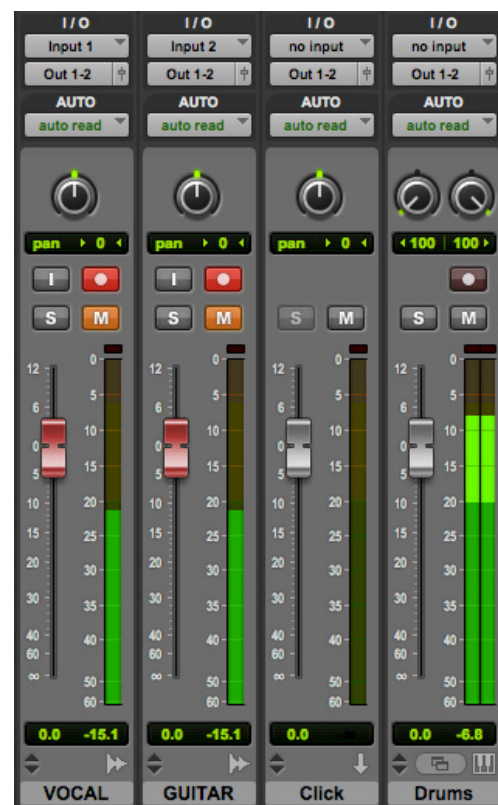 I / O
Input 1
Out 1-2
AUTO
auto read
pan 0
I
S M
12
6
0
5
10
15
20
30
40
60
∞
0
5
10
15
20
25
30
35
40
50
60
0.0 -15.1
VOCAL
I / O
Input 2
Out 1-2
AUTO
auto read
pan 0
I
S M
12
6
0
5
10
15
20
30
40
60
∞
0
5
10
15
20
25
30
35
40
50
60
0.0 -15.1
GUITAR
I / O
no input
Out 1-2
AUTO
auto read
pan 0
S M
12
6
0
5
10
15
20
30
40
60
∞
0
5
10
15
20
25
30
35
40
50
60
0.0 -∞
Click
I / O
no input
Out 1-2
AUTO
auto read
100 100
S M
12
6
0
5
10
15
20
30
40
60
∞
0
5
10
15
20
25
30
35
40
50
60
0.0 -6.8
Drums